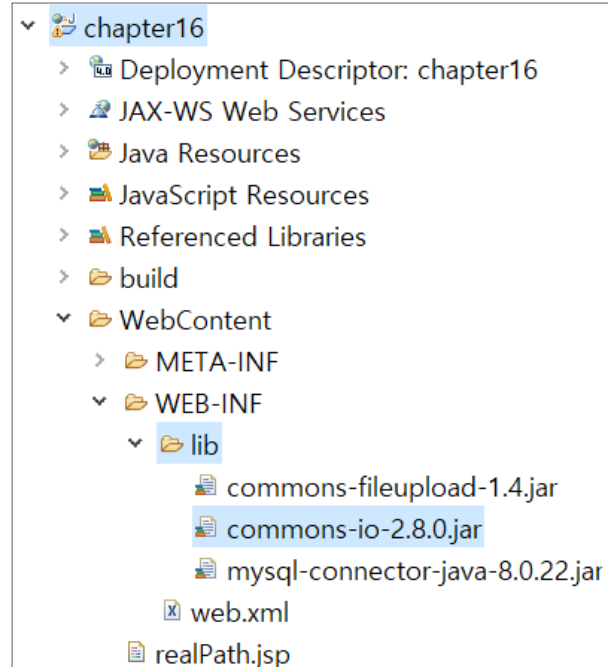 chapter16
4.0 Deployment Descriptor: chapter16
JAX-WS Web Services
Java Resources
JavaScript Resources
Referenced Libraries
build
WebContent
META-INF
WEB-INF
lib
commons-fileupload-1.4.jar
commons-io-2.8.0.jar
mysql-connector-java-8.0.22.jar
web.xml
realPath.jsp